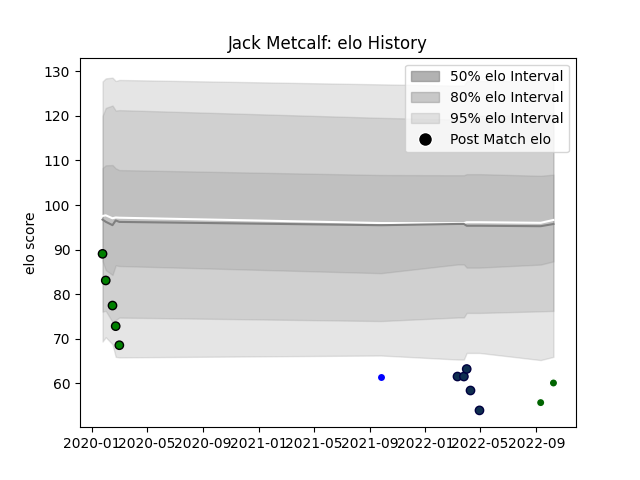 Jack Metcalf: elo History
130
120
110
100
90
80
70
60
elo score
50% elo Interval
80% elo Interval
95% elo Interval
Post Match elo
2020-01 2020-05 2020-09 2021-01 2021-05 2021-09 2022-01 2022-05 2022-09